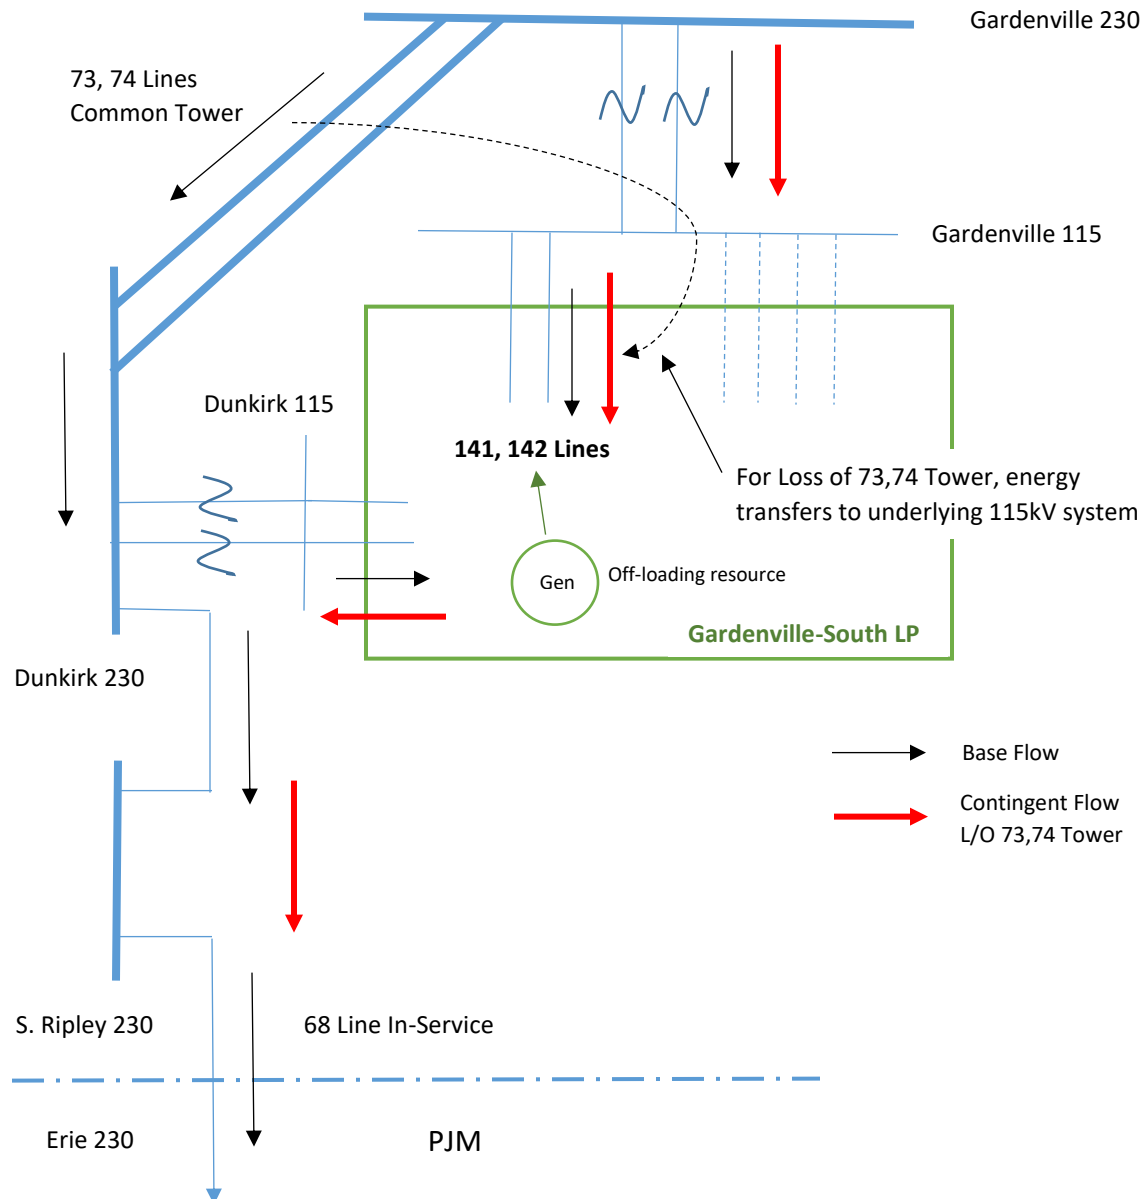 Gardenville 230
73, 74 Lines
Common Tower
Gardenville 115
Dunkirk 115
141, 142 Lines
For Loss of 73,74 Tower, energy
transfers to underlying 115kV system
Gen
Off-loading resource
Gardenville-South LP
Dunkirk 230
Base Flow
Contingent Flow
L/O 73,74 Tower
S. Ripley 230
68 Line In-Service
Erie 230
PJM